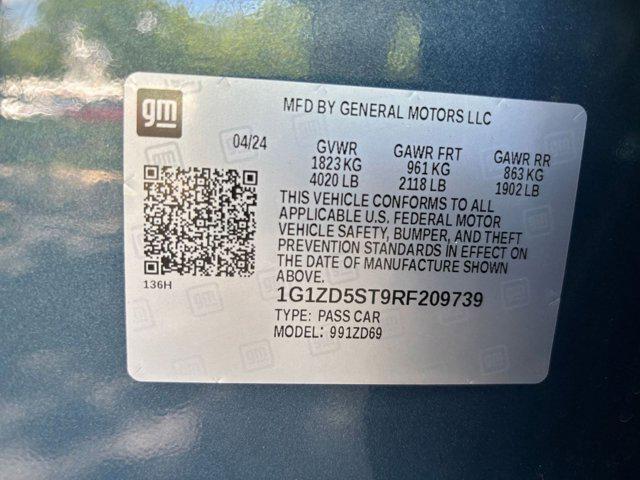 gm
MFD BY GENERAL MOTORS LLC
04/24
GVWR GAWR FRT GAWR RR
1823 KG 961 KG 863 KG
4020 LB 2118 LB 1902 LB
THIS VEHICLE CONFORMS TO ALL
APPLICABLE U.S. FEDERAL MOTOR
VEHICLE SAFETY, BUMPER, AND THEFT
PREVENTION STANDARDS IN EFFECT ON
THE DATE OF MANUFACTURE SHOWN
ABOVE.
136H
1G1ZD5ST9RF209739
TYPE: PASS CAR
MODEL: 991ZD69